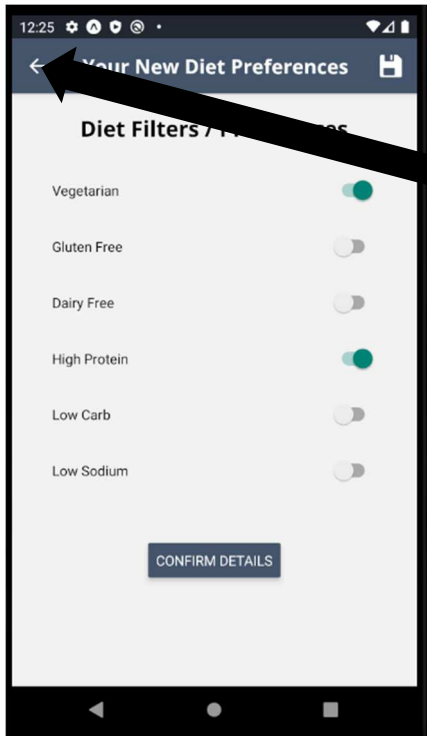 12:25
Your New Diet Preferences
Diet Filters /
Vegetarian
Gluten Free
Dairy Free
High Protein
Low Carb
Low Sodium
CONFIRM DETAILS